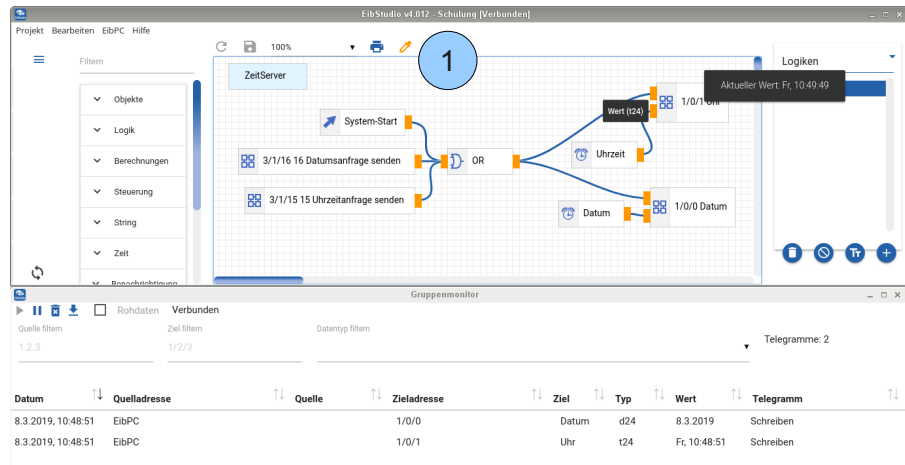 EibStudio v4.012 - Schulung [Verbunden]
Projekt Bearbeiten EibPC Hilfe
Filtern
100%
1
Logiken
ZeitServer
Aktueller Wert: Fr, 10:49:49
Objekte
Wert (t24)
1/0/1 Uhr
System-Start
Logik
Berechnungen
3/1/16 16 Datumsanfrage senden
OR
Uhrzeit
Steuerung
3/1/15 15 Uhrzeitanfrage senden
Datum
1/0/0 Datum
String
Zeit
Benachrichtigung
Tт
Gruppenmonitor
Rohdaten Verbunden
Quelle filtern Ziel filtern Datentyp filtern
1.2.3 1/2/3 Telegramme: 2
Datum Quelladresse Quelle Zieladresse Ziel Typ Wert Telegramm
8.3.2019, 10:48:51 EibPC 1/0/0 Datum d24 8.3.2019 Schreiben
8.3.2019, 10:48:51 EibPC 1/0/1 Uhr t24 Fr, 10:48:51 Schreiben